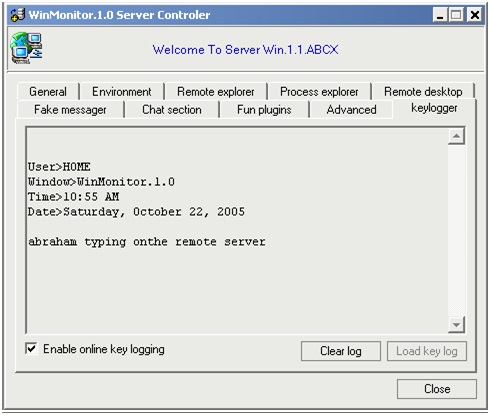 WinMonitor.1.0 Server Controler
Welcome To Server Win.1.1.ABCX
General Environment Remote explorer Process explorer Remote desktop
Fake messager Chat section Fun plugins Advanced keylogger
User>HOME
Window>WinMonitor.1.0
Time>10:55 AM
Date>Saturday, October 22, 2005
abraham typing onthe remote server
Enable online key logging
Clear log Load key log
Close